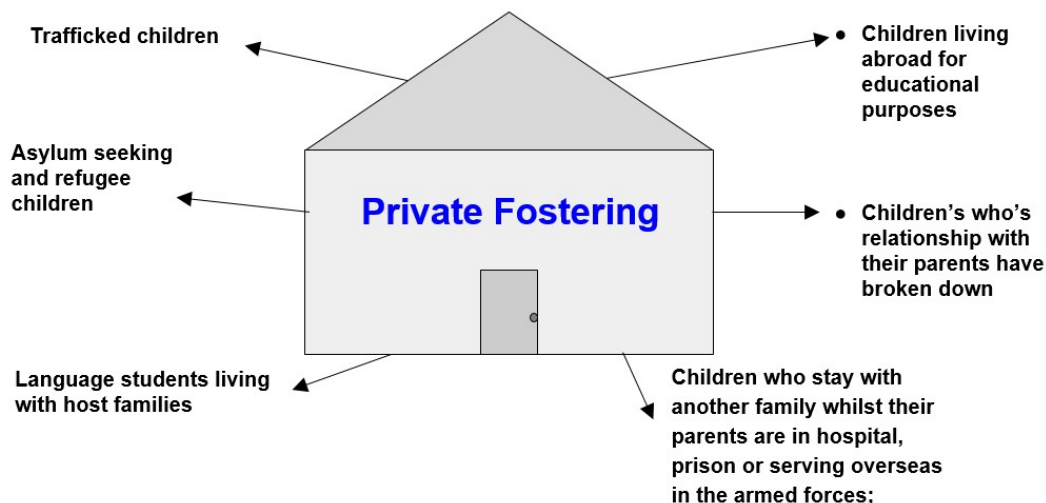 Trafficked children
• Children living
abroad for
educational
purposes
Asylum seeking
and refugee
children
Private Fostering
• Children's who's
relationship with
their parents have
broken down
Language students living
with host families
Children who stay with
another family whilst their
parents are in hospital,
prison or serving overseas
in the armed forces;